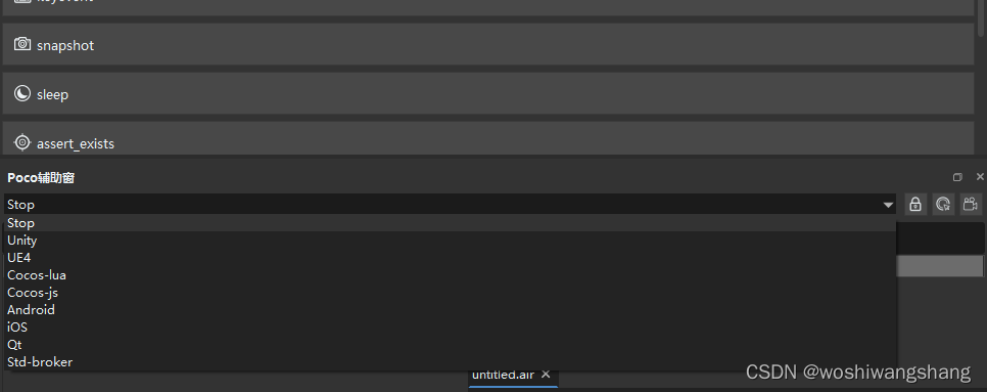 keyevent
snapshot
sleep
assert_exists
Poco辅助窗
Stop
Stop
Unity
UE4
Cocos-lua
Cocos-js
Android
iOS
Qt
Std-broker
untitled.air
CSDN @woshiwangshang